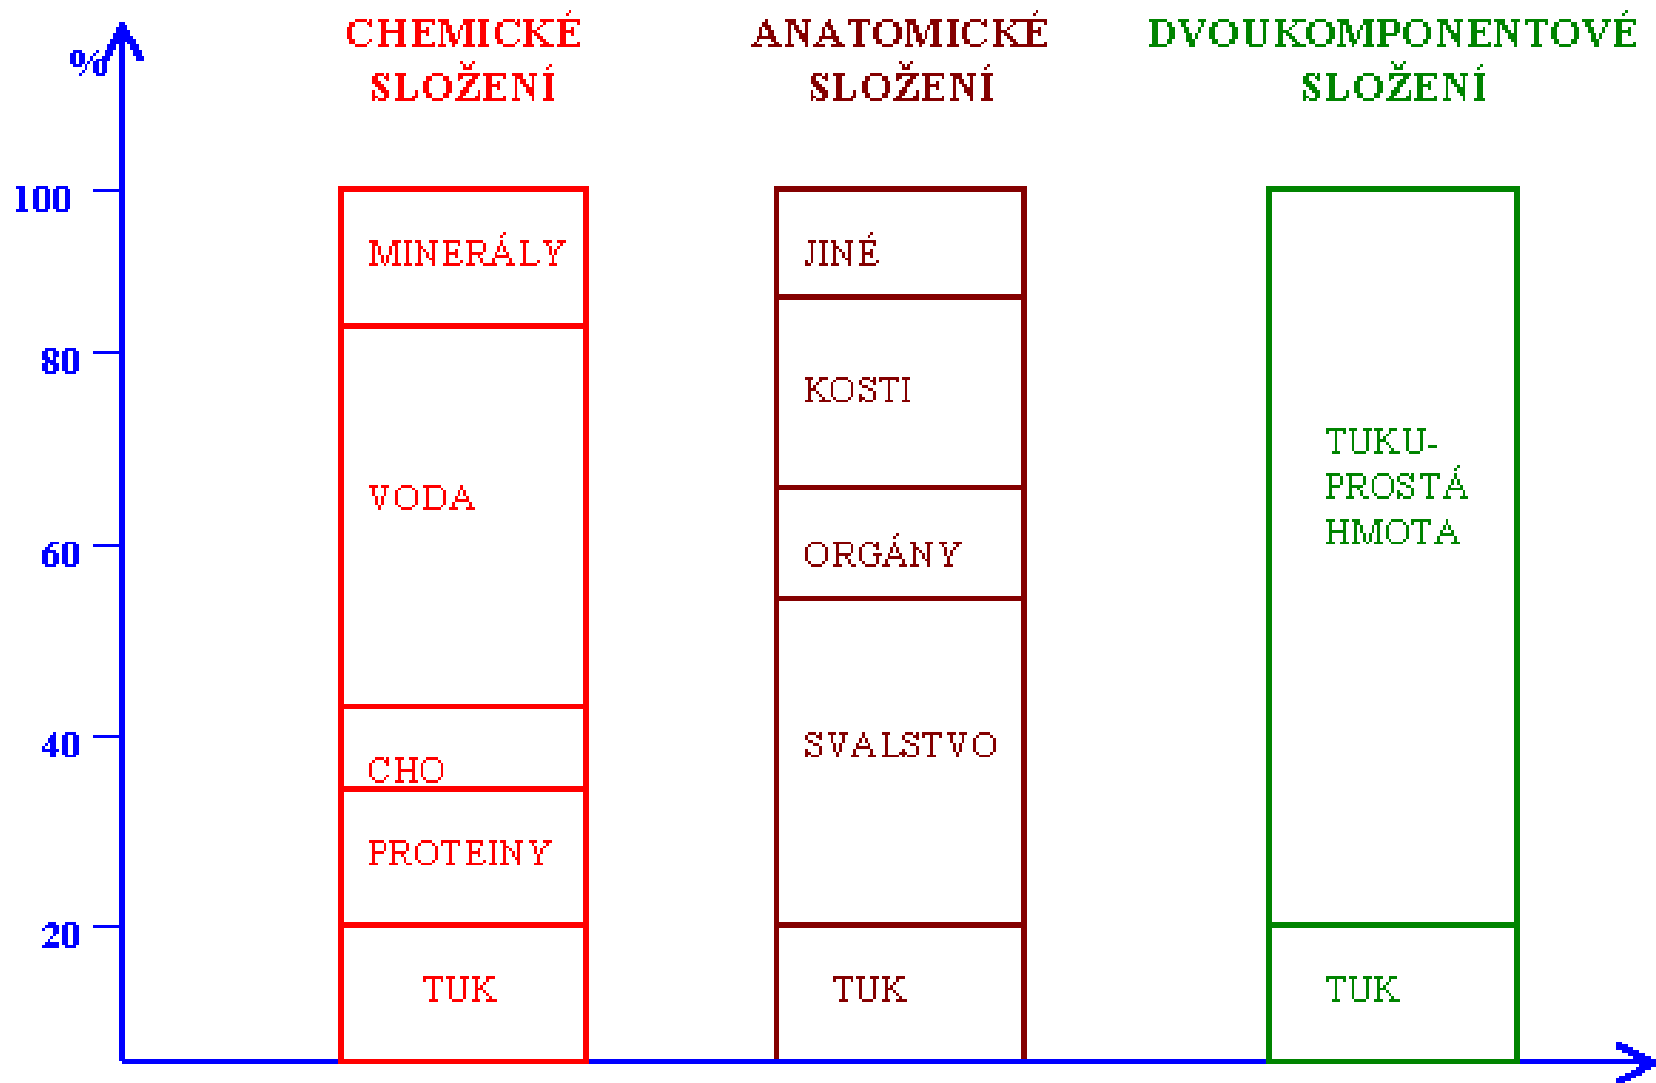 %
CHEMICKÉ
SLOŽENÍ
ANATOMICKÉ
SLOŽENÍ
DVOUKOMPONENTOVÉ
SLOŽENÍ
100
80
60
40
20
MINERÁLY
VODA
CHO
PROTEINY
TUK
JINÉ
KOSTI
ORGÁNY
SVALSTVO
TUK
TUKU-
PROSTÁ
HMOTA
TUK